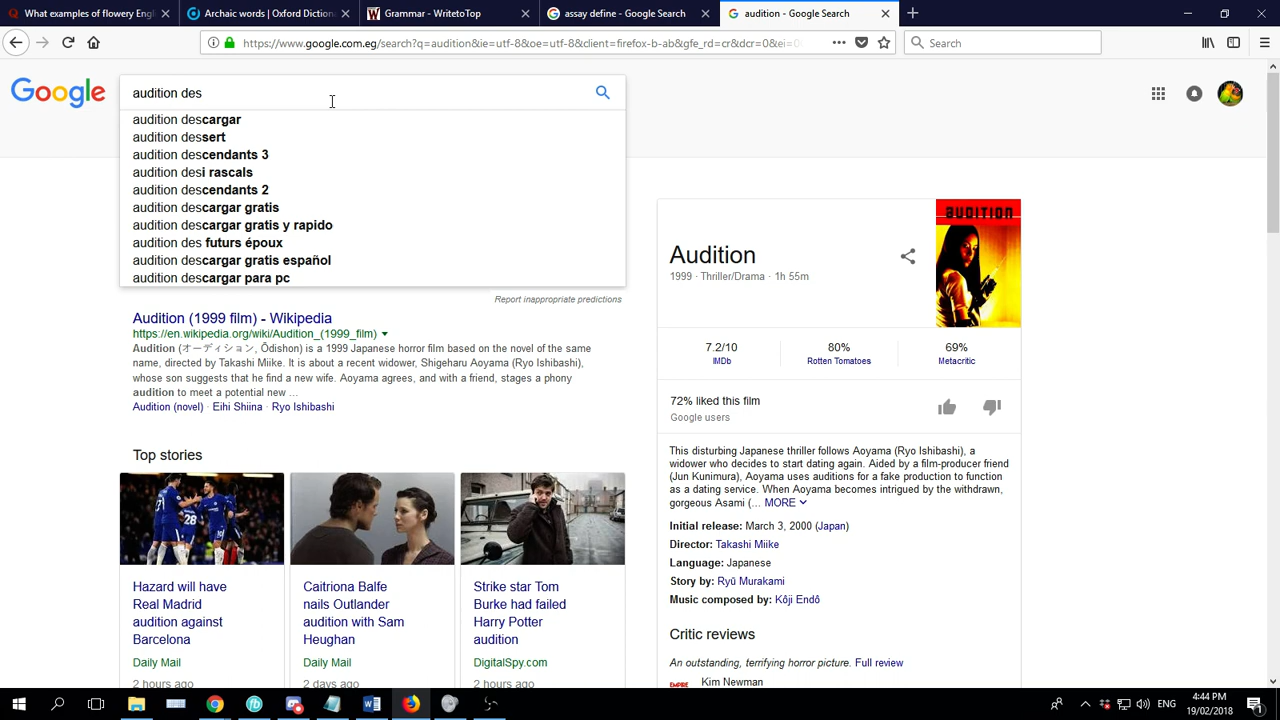 What examples of flowery Engl
Archaic words | Oxford Dictiona
Grammar - WritetoTop
assay define - Google Search
audition - Google Search
https://www.google.com.eg/search?q=audition&ie=utf-8&oe=utf-8&client=firefox-b-ab&gfe_rd=cr&dcr=0&ei=0
Search
Google
audition des
audition descargar
audition dessert
audition descendants 3
audition desi rascals
audition descendants 2
audition descargar gratis
audition descargar gratis y rapido
audition des futurs époux
audition descargar gratis español
audition descargar para pc
Report inappropriate predictions
Audition (1999 film) - Wikipedia
https://en.wikipedia.org/wiki/Audition_(1999_film)
Audition (オーディション, Ōdishon) is a 1999 Japanese horror film based on the novel of the same
name, directed by Takashi Miike. It is about a recent widower, Shigeharu Aoyama (Ryo Ishibashi),
whose son suggests that he find a new wife. Aoyama agrees, and with a friend, stages a phony
audition to meet a potential new ...
Audition (novel) · Eihi Shiina · Ryo Ishibashi
Top stories
Hazard will have
Real Madrid
audition against
Barcelona
Daily Mail
2 hours ago
Caitriona Balfe
nails Outlander
audition with Sam
Heughan
Daily Mail
2 days ago
Strike star Tom
Burke had failed
Harry Potter
audition
DigitalSpy.com
2 hours ago
Audition
1999 · Thriller/Drama · 1h 55m
AUDITION
7.2/10
IMDb
80%
Rotten Tomatoes
69%
Metacritic
72% liked this film
Google users
This disturbing Japanese thriller follows Aoyama (Ryo Ishibashi), a
widower who decides to start dating again. Aided by a film-producer friend
(Jun Kunimura), Aoyama uses auditions for a fake production to function
as a dating service. When Aoyama becomes intrigued by the withdrawn,
gorgeous Asami (... MORE
Initial release: March 3, 2000 (Japan)
Director: Takashi Miike
Language: Japanese
Story by: Ryū Murakami
Music composed by: Kôji Endô
Critic reviews
An outstanding, terrifying horror picture. Full review
EMPIRE
Kim Newman
ENG
4:44 PM
19/02/2018
1